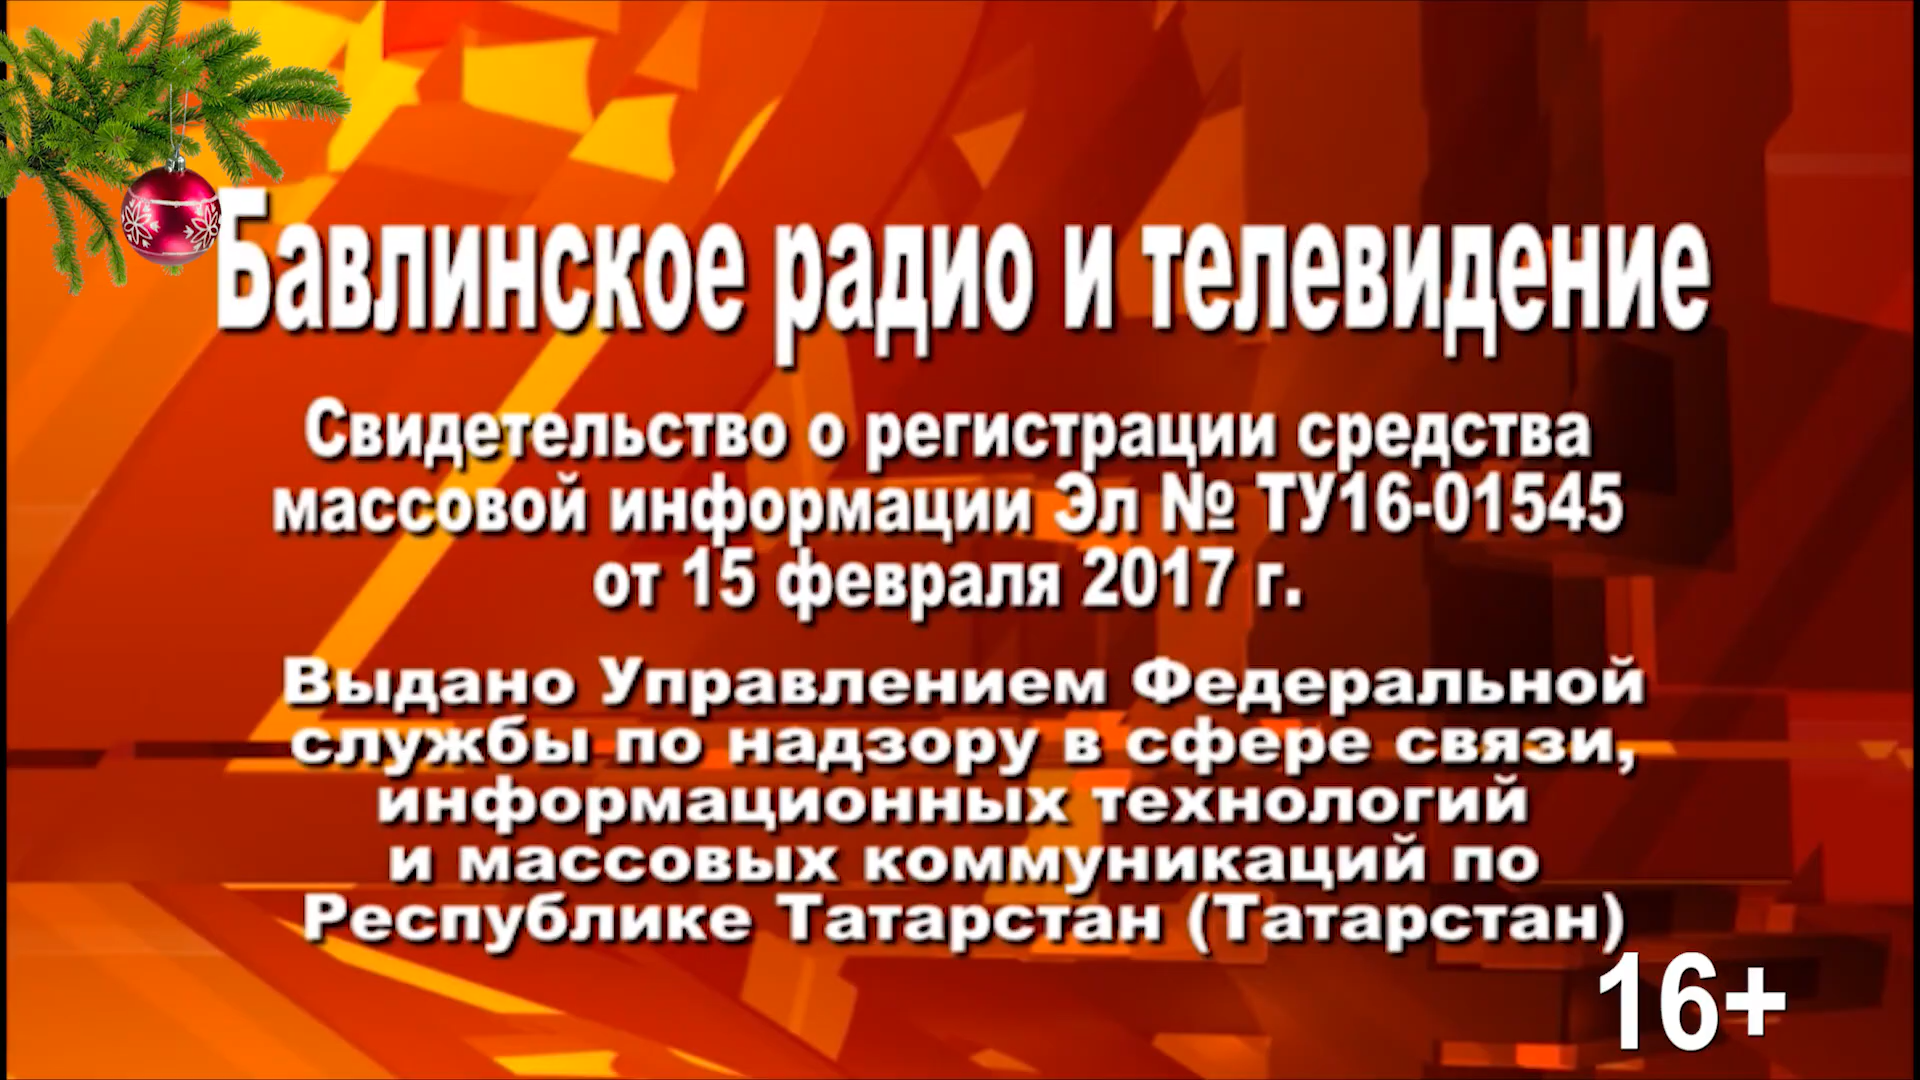 Бавлинское радио и телевидение
Свидетельство о регистрации средства
массовой информации Эл № ТУ16-01545
от 15 февраля 2017 г.
Выдано Управлением Федеральной
службы по надзору в сфере связи,
информационных технологий
и массовых коммуникаций по
Республике Татарстан (Татарстан)
16+